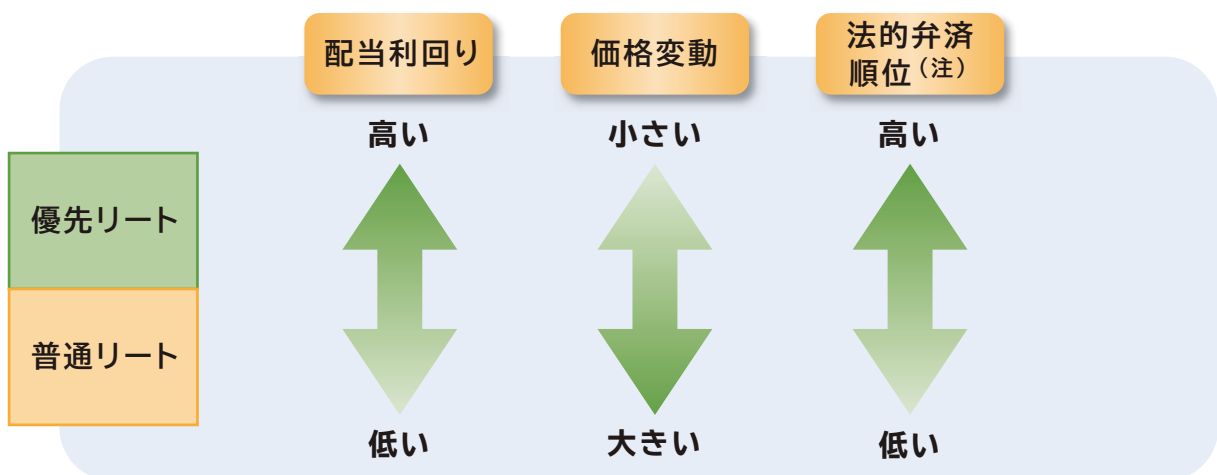 配当利回り
価格変動
法的弁済
順位(注)
高い
小さい
高い
優先リート
普通リート
低い
大きい
低い